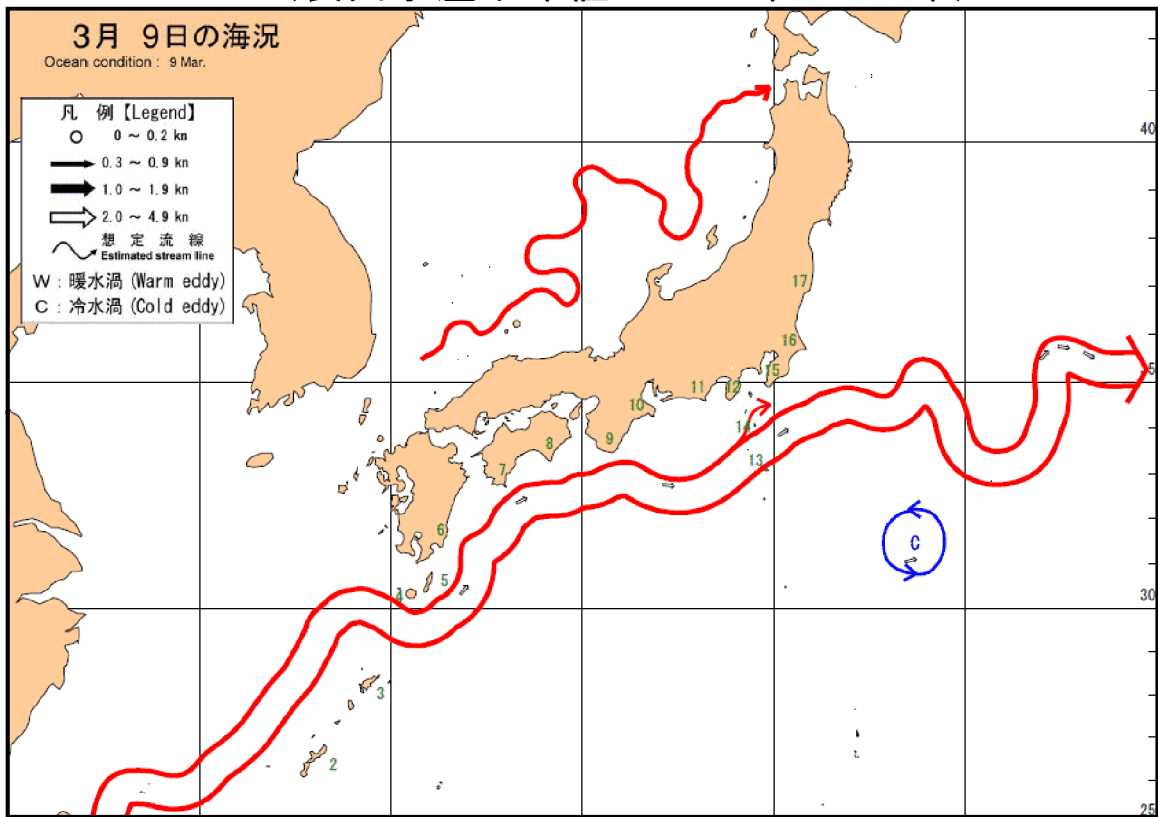 3月 9日の海況
Ocean condition : 9 Mar.
凡 例【Legend】
0 ～ 0.2 kn
0.3 ～ 0.9 kn
1.0 ～ 1.9 kn
2.0 ～ 4.9 kn
想 定 流 線
Estimated stream line
W : 暖水渦 (Warm eddy)
C : 冷水渦 (Cold eddy)
40
17
16
15
5
12
11
10
14
9
8
13
7
6
C
5
4
30
3
2
25